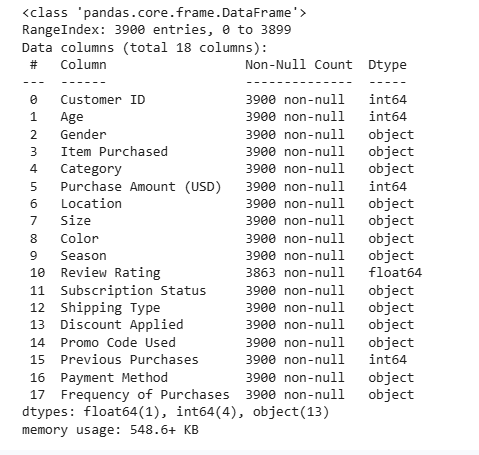 <class 'pandas.core.frame.DataFrame'>
RangeIndex: 3900 entries, 0 to 3899
Data columns (total 18 columns):
 #   Column                  Non-Null Count  Dtype
---  ------                  --------------  -----
 0   Customer ID             3900 non-null   int64
 1   Age                     3900 non-null   int64
 2   Gender                  3900 non-null   object
 3   Item Purchased          3900 non-null   object
 4   Category                3900 non-null   object
 5   Purchase Amount (USD)   3900 non-null   int64
 6   Location                3900 non-null   object
 7   Size                    3900 non-null   object
 8   Color                   3900 non-null   object
 9   Season                  3900 non-null   object
 10  Review Rating           3863 non-null   float64
 11  Subscription Status     3900 non-null   object
 12  Shipping Type           3900 non-null   object
 13  Discount Applied        3900 non-null   object
 14  Promo Code Used         3900 non-null   object
 15  Previous Purchases      3900 non-null   int64
 16  Payment Method          3900 non-null   object
 17  Frequency of Purchases  3900 non-null   object
dtypes: float64(1), int64(4), object(13)
memory usage: 548.6+ KB